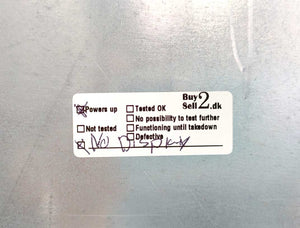 Powers up
Tested OK
Buy 2
Sell .dk
No possibility to test further
Not tested
Functioning until takedown
Defective
No Display